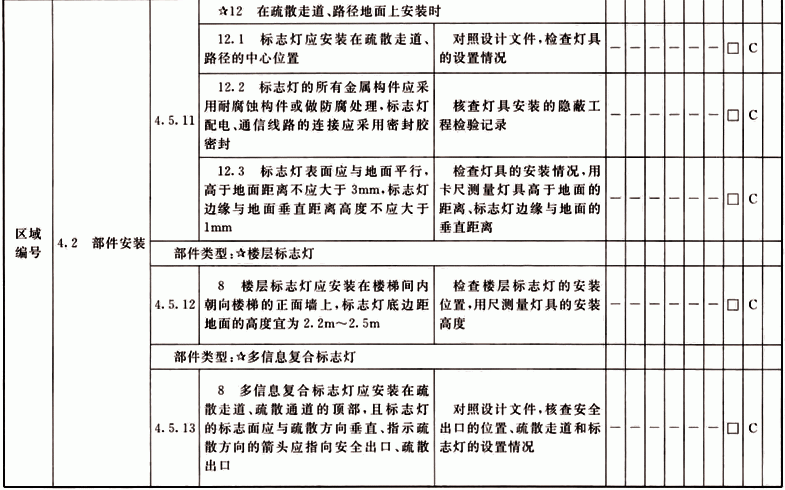 ☆12 在疏散走道、路径地面上安装时
12.1 标志灯应安装在疏散走道、
路径的中心位置
对照设计文件,检查灯具
的设置情况
— — — — — — □ C
4.5.11
12.2 标志灯的所有金属构件应采
用耐腐蚀构件或做防腐处理,标志灯
配电、通信线路的连接应采用密封胶
密封
核查灯具安装的隐蔽工
程检验记录
— — — — — — □ C
12.3 标志灯表面应与地面平行,
高于地面距离不应大于3mm,标志灯
边缘与地面垂直距离高度不应大于
1mm
检查灯具的安装情况,用
卡尺测量灯具高于地面的
距离、标志灯边缘与地面的
垂直距离
— — — — — — □ C
区域
编号
4.2 部件安装
部件类型:☆楼层标志灯
4.5.12
8 楼层标志灯应安装在楼梯间内
朝向楼梯的正面墙上,标志灯底边距
地面的高度宜为2.2m～2.5m
检查楼层标志灯的安装
位置,用尺测量灯具的安装
高度
— — — — — — □ C
部件类型:☆多信息复合标志灯
4.5.13
8 多信息复合标志灯应安装在疏
散走道、疏散通道的顶部,且标志灯
的标志面应与疏散方向垂直、指示疏
散方向的箭头应指向安全出口、疏散
出口
对照设计文件,核查安全
出口的位置、疏散走道和标
志灯的设置情况
— — — — — — □ C